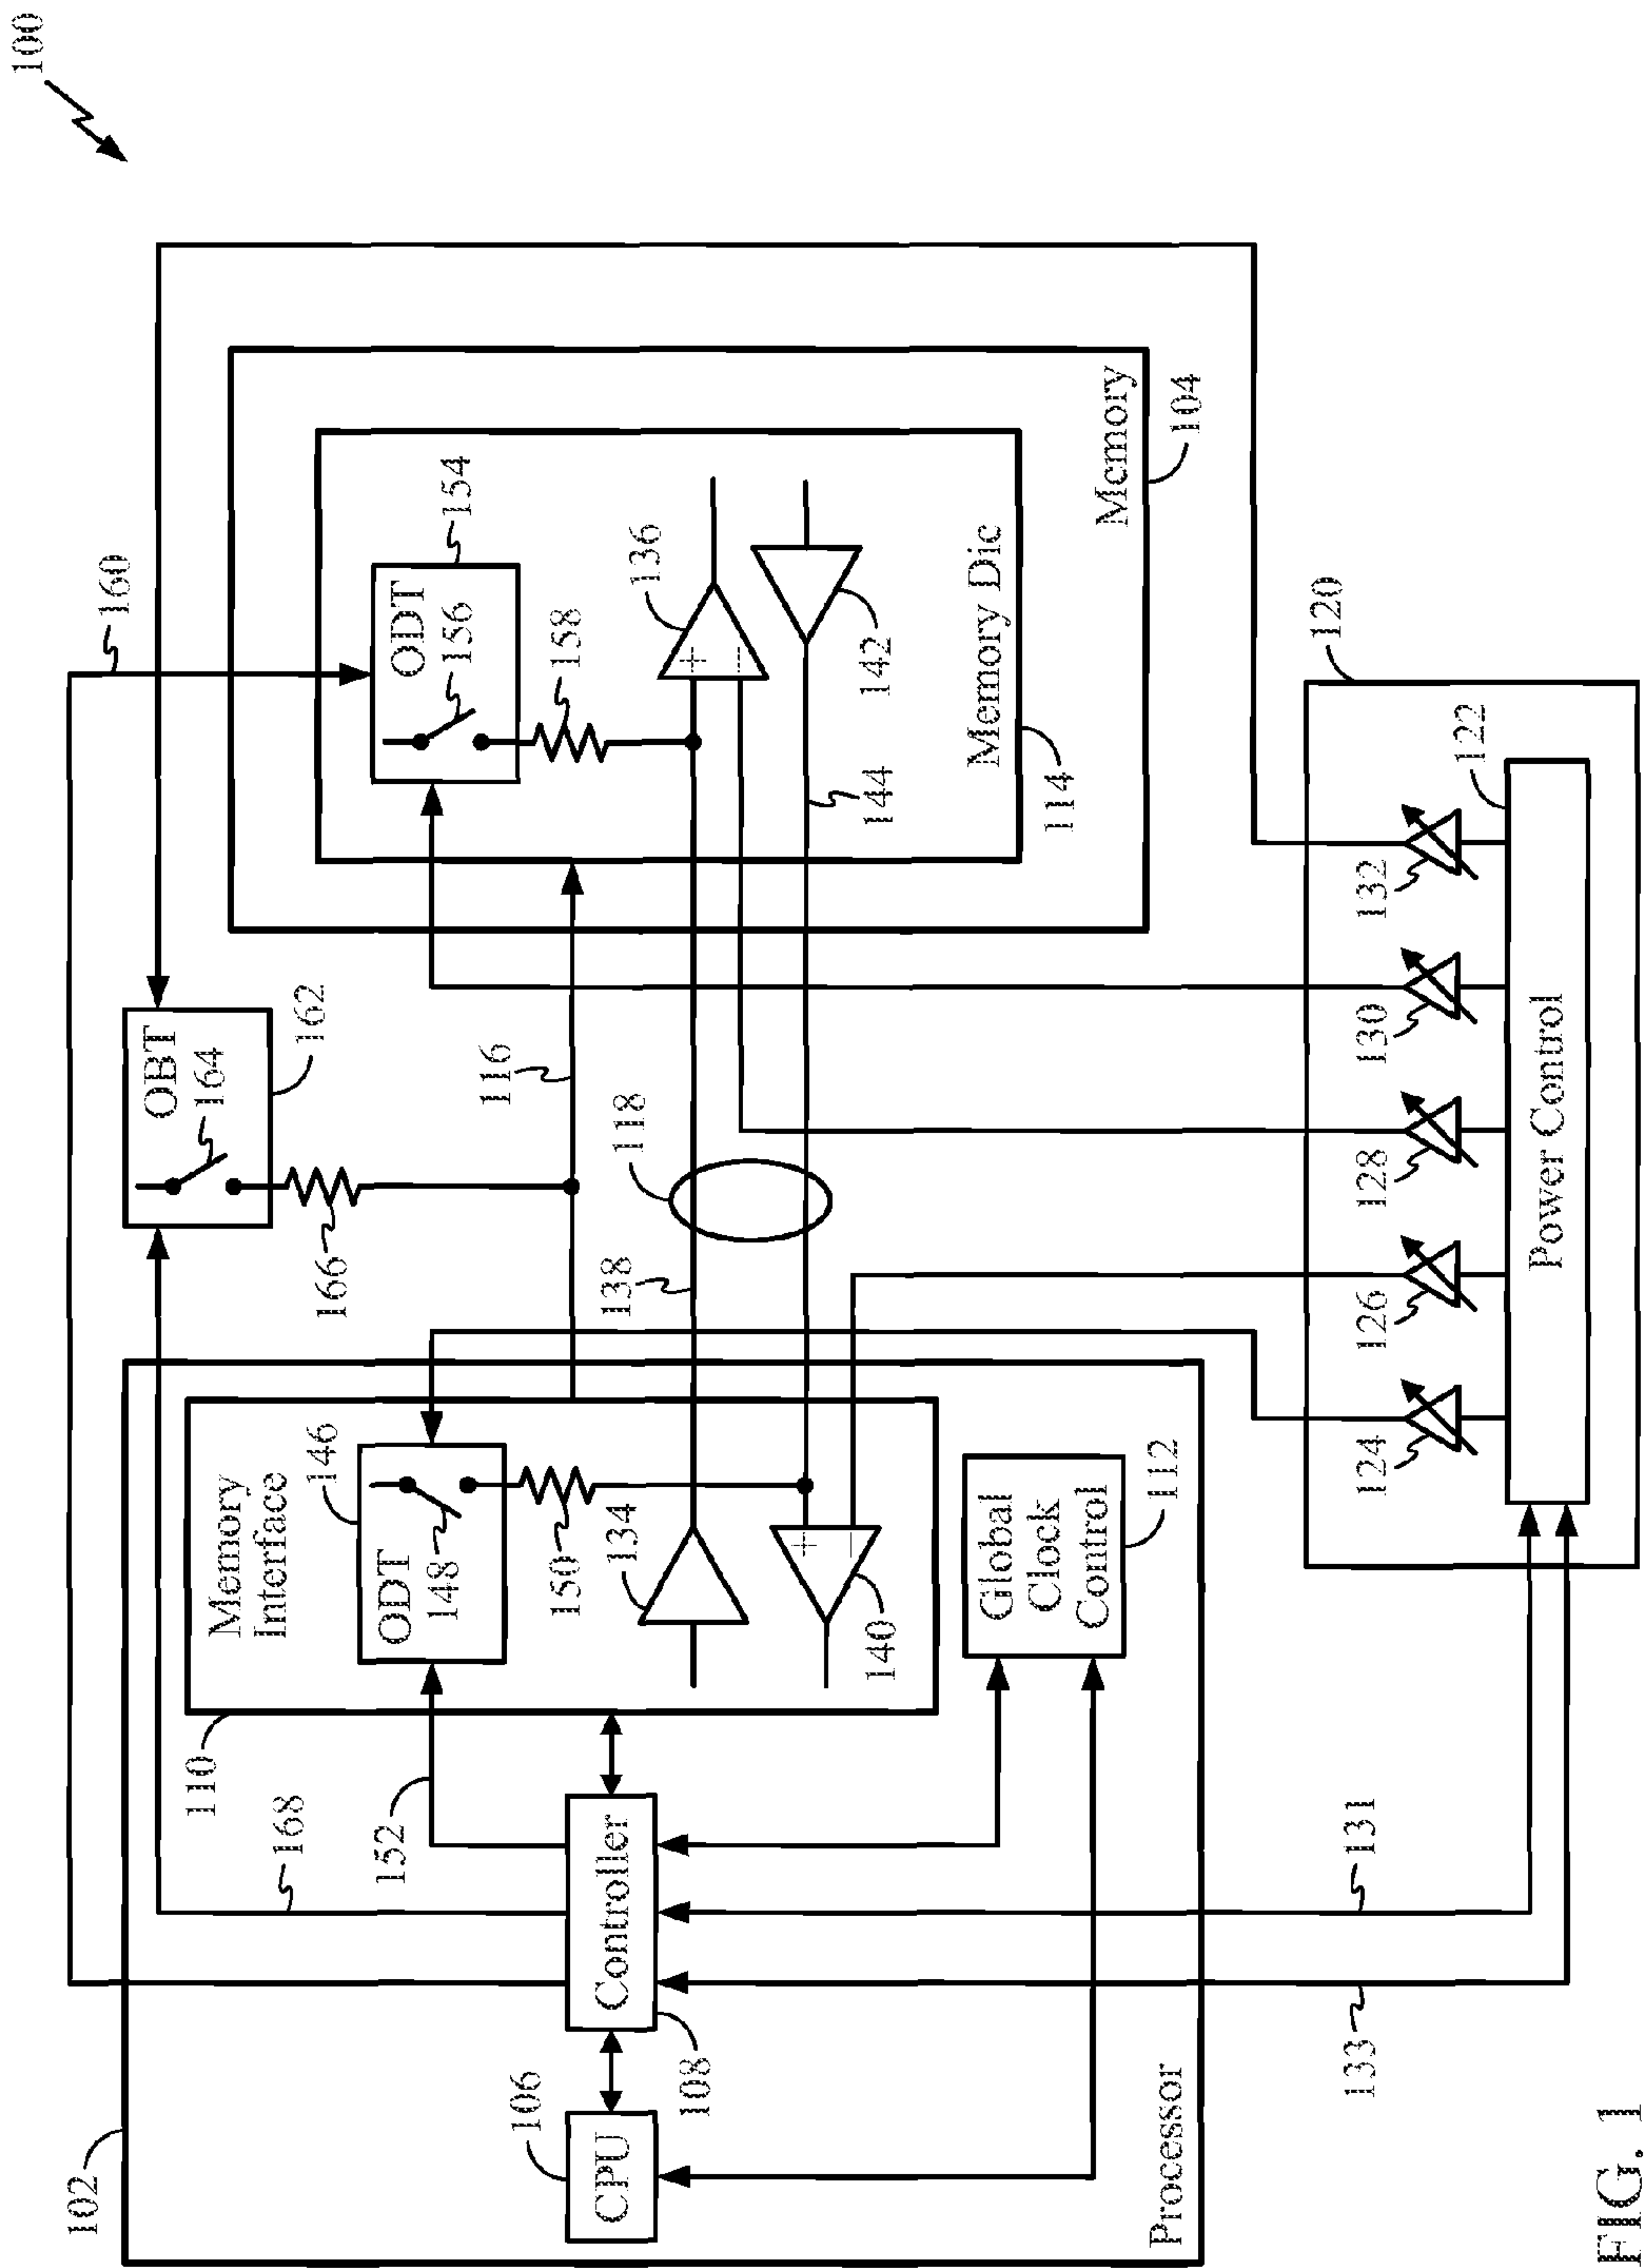 100
102
160
168
OBT
164
162
166
110
Memory
Interface
146
ODT
148
150
152
134
140
106
CPU
108
Controller
Global
Clock
Control
112
Processor
116
118
138
ODT
156
154
158
136
142
144
Memory Die
114
Memory
104
131
133
120
124
126
128
130
132
122
Power Control
FIG. 1